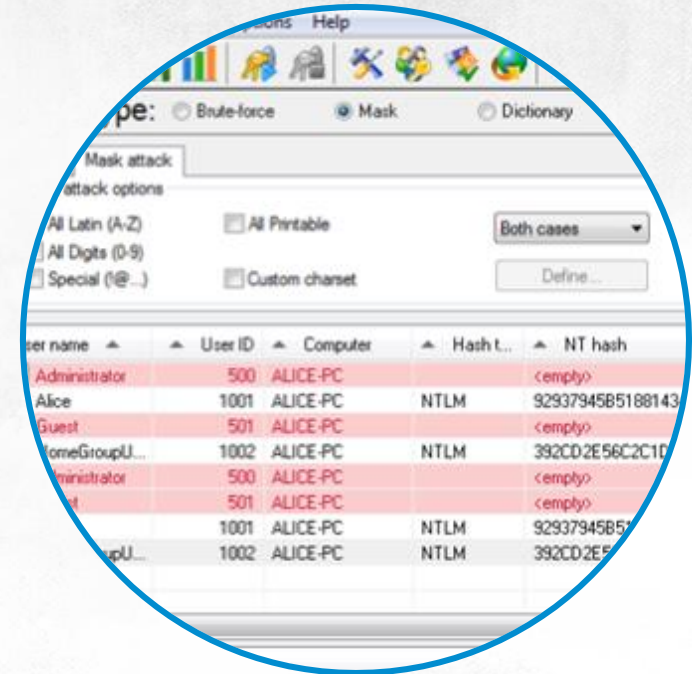 Help
Brute-force Mask Dictionary
Mask attack
attack options
All Latin (A-Z) All Printable Both cases
All Digits (0-9)
Special (!@...) Custom charset Define...
User ID Computer Hash t... NT hash
Administrator 500 ALICE-PC <empty>
Alice 1001 ALICE-PC NTLM 92937945B5188143
Guest 501 ALICE-PC <empty>
1002 ALICE-PC NTLM 392CD2E56C2C1D
500 ALICE-PC <empty>
501 ALICE-PC <empty>
1001 ALICE-PC NTLM 92937945B51
1002 ALICE-PC NTLM 392CD2E5